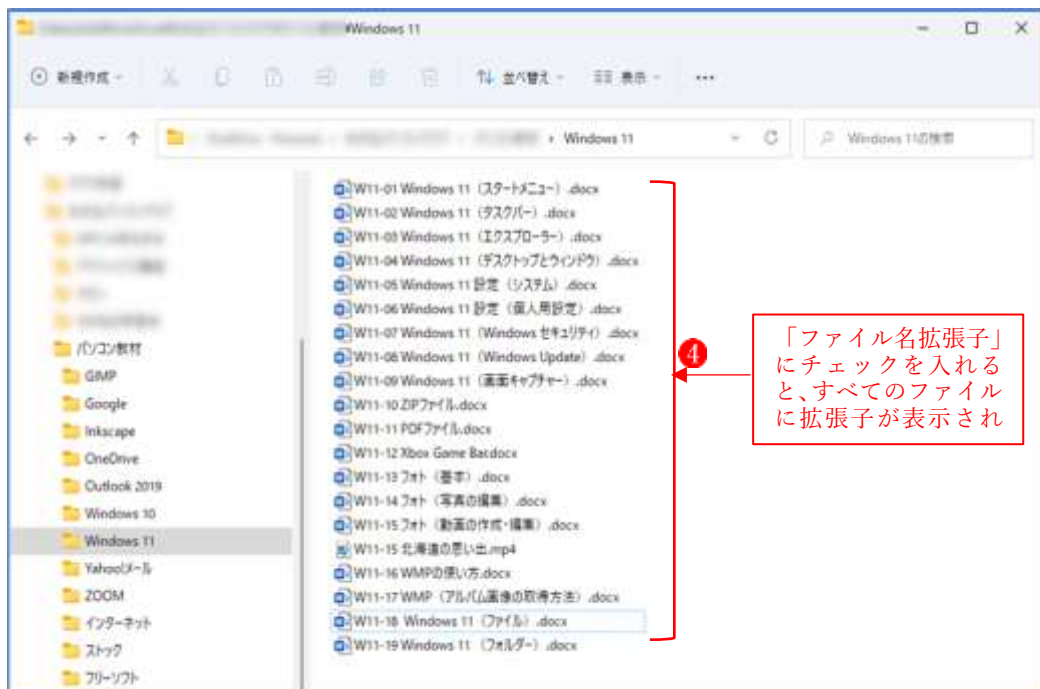 ¥Windows 11
新規作成
並べ替え
表示
Windows 11
Windows 11の検索
パソコン教材
GIMP
Google
Inkscape
OneDrive
Outlook 2019
Windows 10
Windows 11
Yahoo!メール
ZOOM
インターネット
ストック
フリーソフト
W11-01 Windows 11（スタートメニュー）.docx
W11-02 Windows 11（タスクバー）.docx
W11-03 Windows 11（エクスプローラー）.docx
W11-04 Windows 11（デスクトップとウィンドウ）.docx
W11-05 Windows 11 設定（システム）.docx
W11-06 Windows 11 設定（個人用設定）.docx
W11-07 Windows 11（Windows セキュリティ）.docx
W11-08 Windows 11（Windows Update）.docx
W11-09 Windows 11（画面キャプチャー）.docx
W11-10 ZIPファイル.docx
W11-11 PDFファイル.docx
W11-12 Xbox Game Bar.docx
W11-13 フォト（基本）.docx
W11-14 フォト（写真の編集）.docx
W11-15 フォト（動画の作成・編集）.docx
W11-15 北海道の思い出.mp4
W11-16 WMPの使い方.docx
W11-17 WMP（アルバム画像の取得方法）.docx
W11-18 Windows 11（ファイル）.docx
W11-19 Windows 11（フォルダー）.docx
4
「ファイル名拡張子」
にチェックを入れる
と、すべてのファイル
に拡張子が表示され